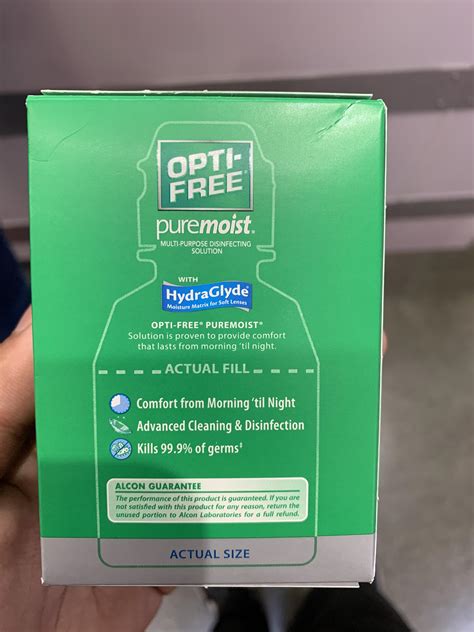 OPTI-
FREE®
puremoist®
MULTI-PURPOSE DISINFECTING
SOLUTION
WITH
HydraGlyde®
Moisture Matrix for Soft Lenses
OPTI-FREE® PUREMOIST®
Solution is proven to provide comfort
that lasts from morning 'til night.
ACTUAL FILL
Comfort from Morning 'til Night
Advanced Cleaning & Disinfection
Kills 99.9% of germs‡
ALCON GUARANTEE
The performance of this product is guaranteed. If you are
not satisfied with this product for any reason, return the
unused portion to Alcon Laboratories for a full refund.
ACTUAL SIZE